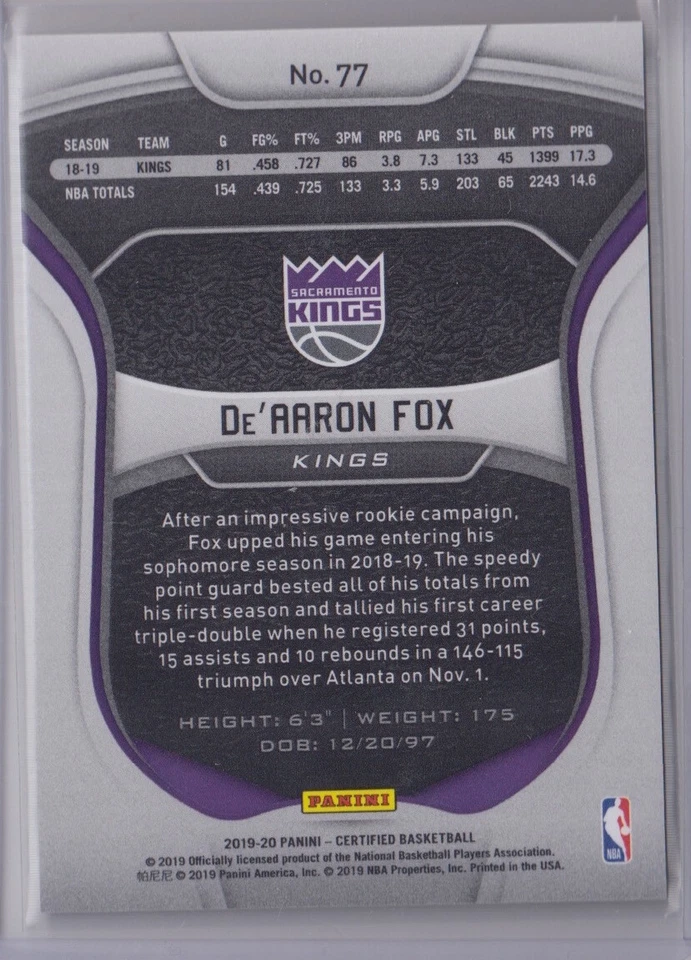 No. 77
SEASON TEAM G FG% FT% 3PM RPG APG STL BLK PTS PPG
18-19 KINGS 81 .458 .727 86 3.8 7.3 133 45 1399 17.3
NBA TOTALS 154 .439 .725 133 3.3 5.9 203 65 2243 14.6
SACRAMENTO
KINGS
DE'AARON FOX
KINGS
After an impressive rookie campaign,
Fox upped his game entering his
sophomore season in 2018-19. The speedy
point guard bested all of his totals from
his first season and tallied his first career
triple-double when he registered 31 points,
15 assists and 10 rebounds in a 146-115
triumph over Atlanta on Nov. 1.
HEIGHT: 6'3" | WEIGHT: 175
DOB: 12/20/97
PANINI
2019-20 PANINI – CERTIFIED BASKETBALL
© 2019 Officially licensed product of the National Basketball Players Association.
帕尼尼 © 2019 Panini America, Inc. © 2019 NBA Properties, Inc. Printed in the USA.
NBA